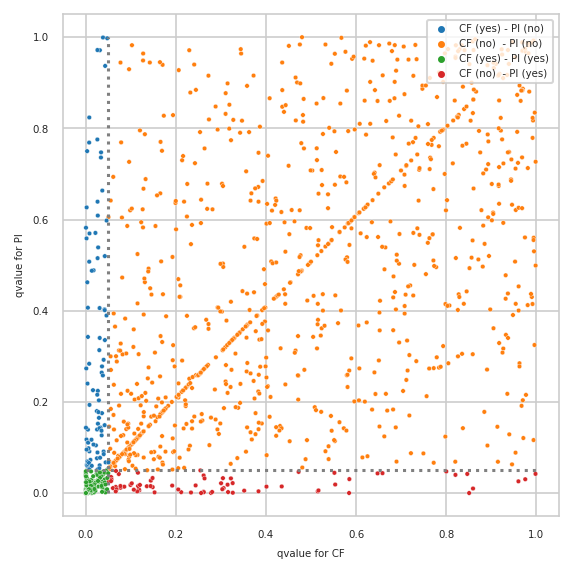 CF (yes) - PI (no)
CF (no) - PI (no)
CF (yes) - PI (yes)
CF (no) - PI (yes)
1.0
0.8
0.6
0.4
0.2
0.0
qvalue for PI
0.0 0.2 0.4 0.6 0.8 1.0
qvalue for CF